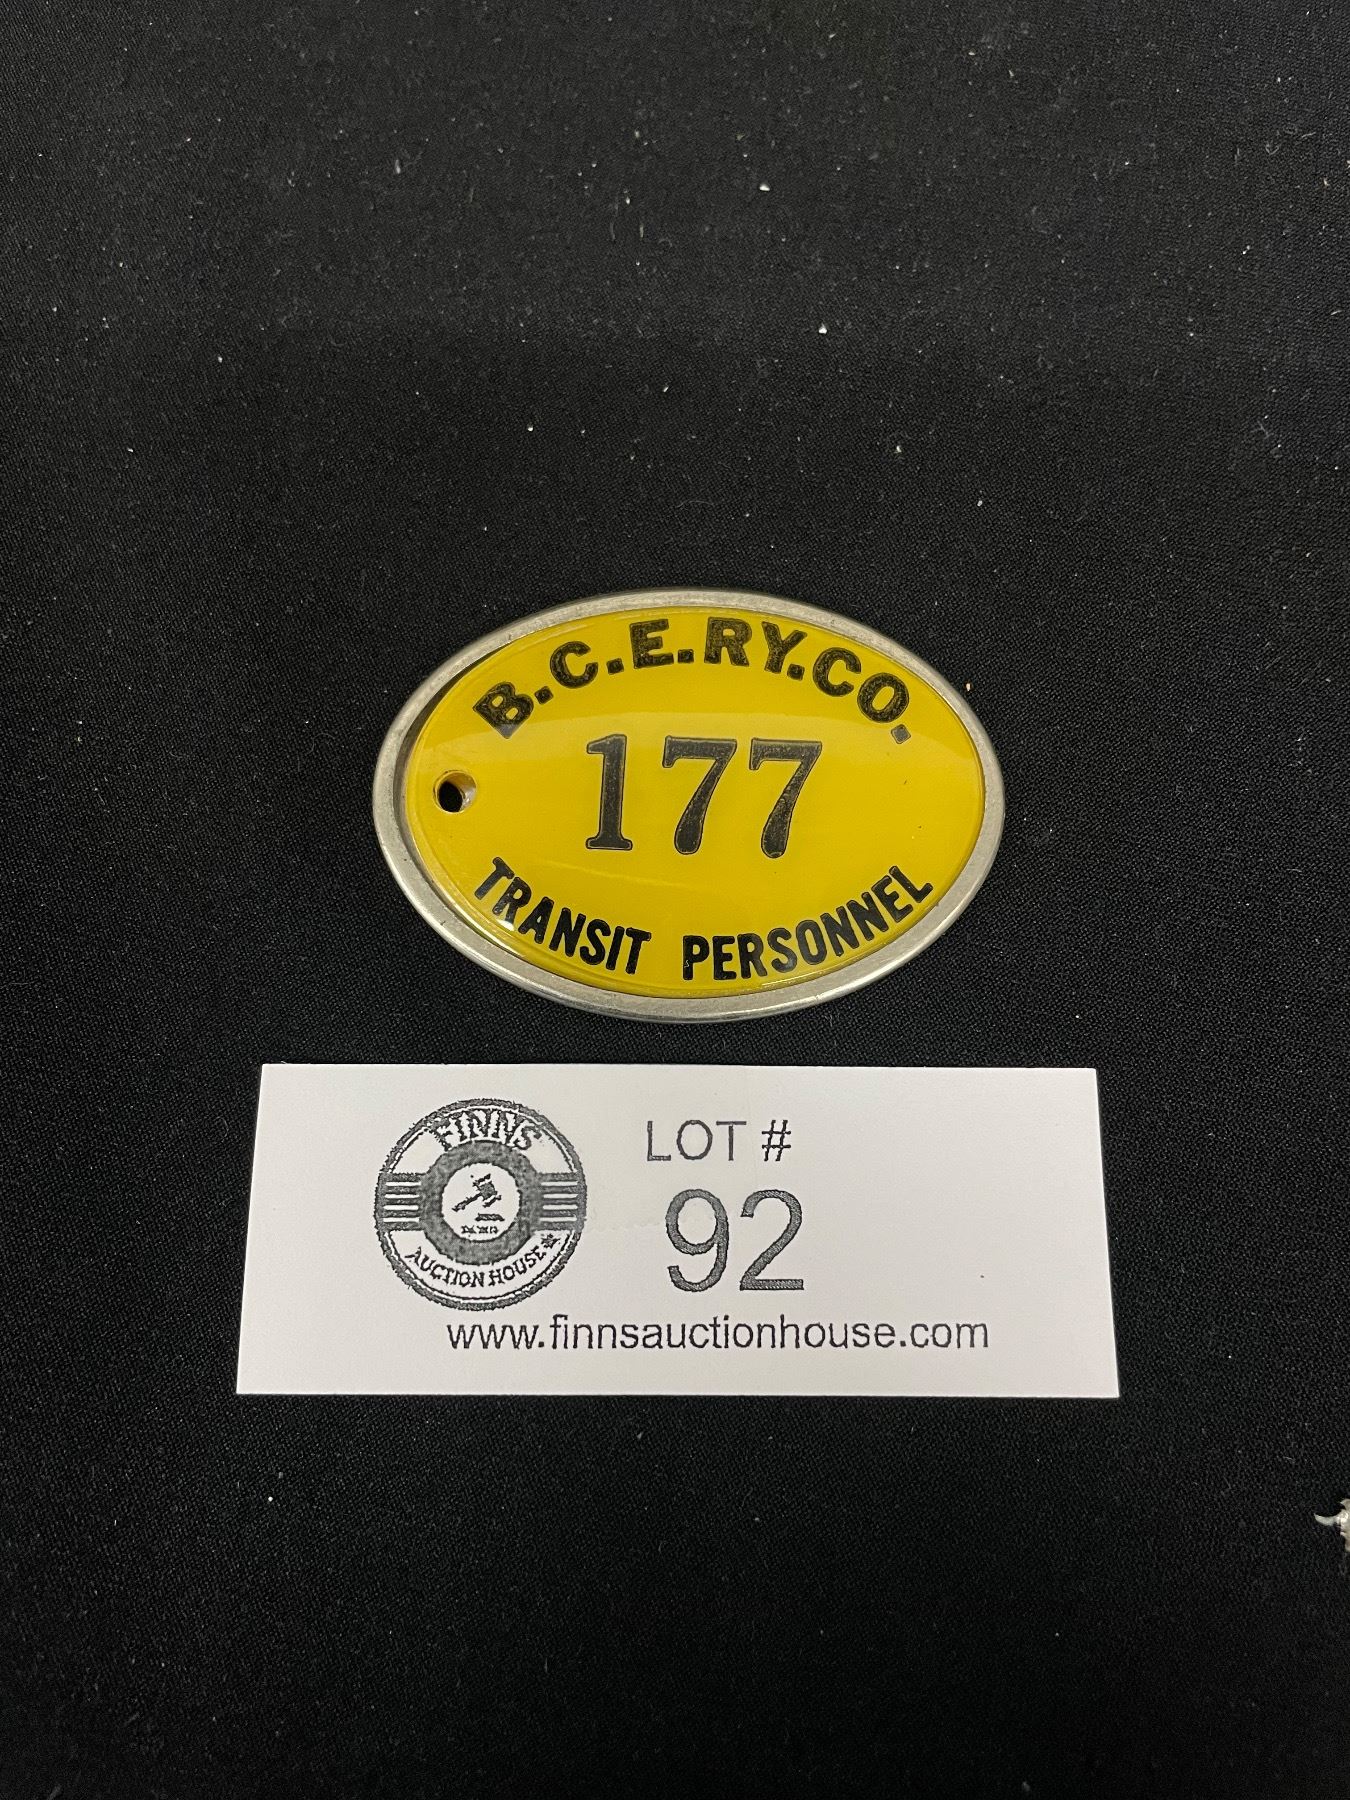 B.C.E.RY.CO.
177
TRANSIT PERSONNEL
FINNS
AUCTION HOUSE
LOT #
92
www.finnsauctionhouse.com